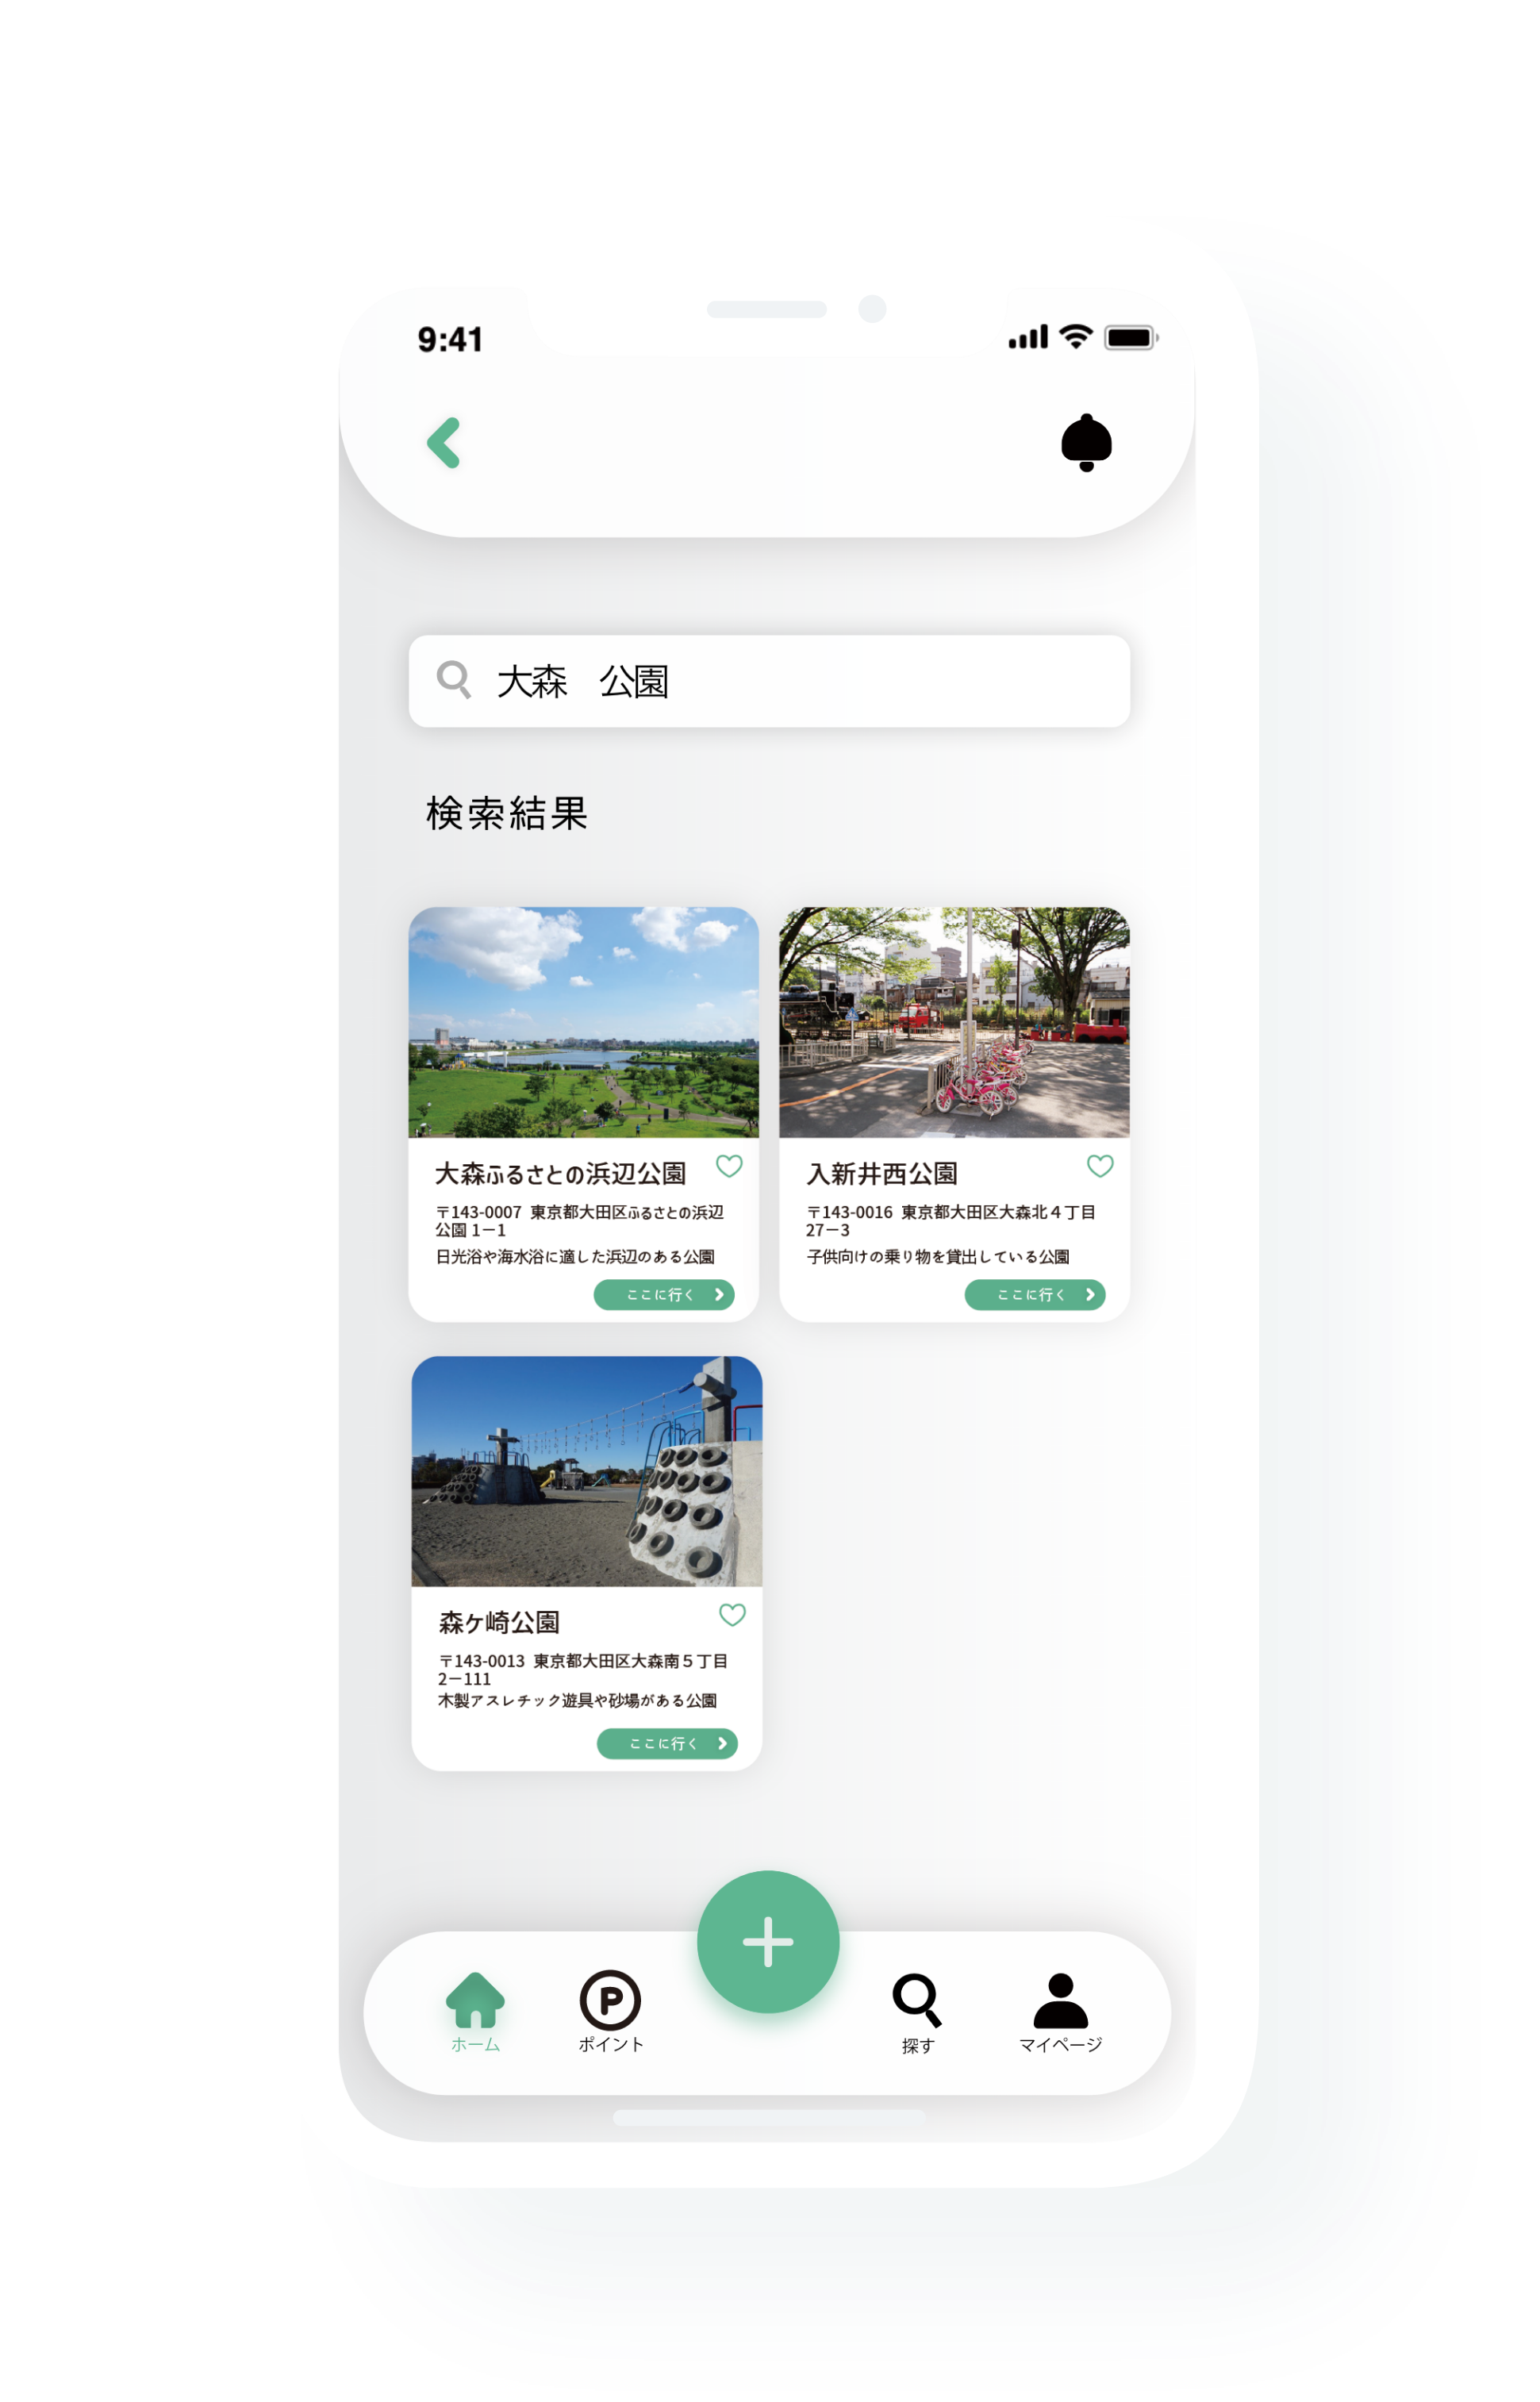 9:41
大森　公園
検索結果
大森ふるさとの浜辺公園
〒143-0007 東京都大田区ふるさとの浜辺
公園 1ー1
日光浴や海水浴に適した浜辺のある公園
ここに行く
入新井西公園
〒143-0016 東京都大田区大森北４丁目
27ー3
子供向けの乗り物を貸出している公園
ここに行く
森ヶ崎公園
〒143-0013 東京都大田区大森南５丁目
2ー111
木製アスレチック遊具や砂場がある公園
ここに行く
P
ホーム
ポイント
探す
マイページ